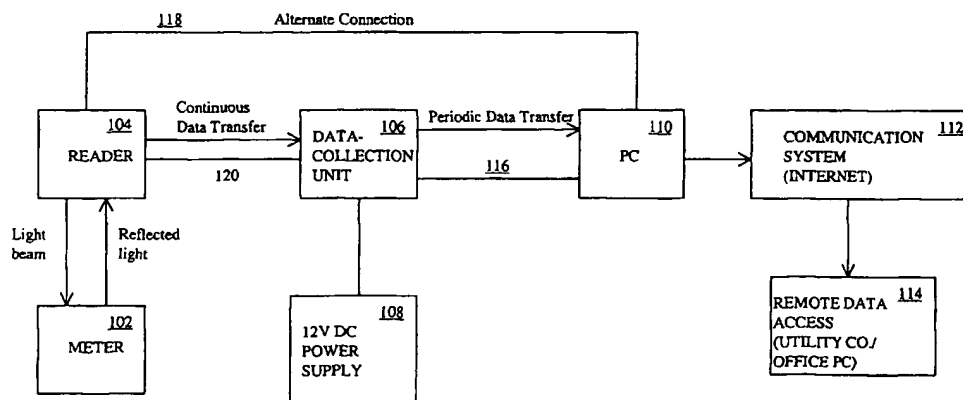 118
Alternate Connection
104
READER
Continuous
Data Transfer
120
106
DATA-
COLLECTION
UNIT
Periodic Data Transfer
116
110
PC
112
COMMUNICATION
SYSTEM
(INTERNET)
Light
beam
Reflected
light
102
METER
108
12V DC
POWER
SUPPLY
114
REMOTE DATA
ACCESS
(UTILITY CO./
OFFICE PC)